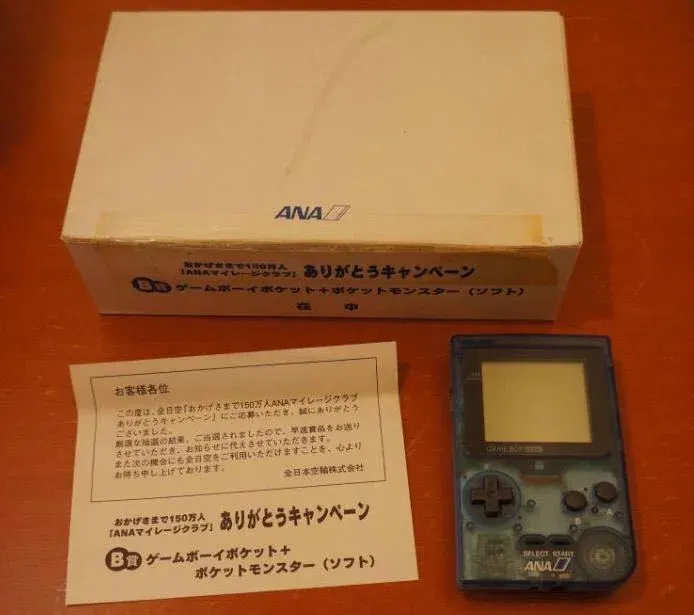 ANA
おかげさまで150万人
「ANAマイレージクラブ」 ありがとうキャンペーン
B賞 ゲームボーイポケット+ポケットモンスター(ソフト)
在中
お客様各位
この度は、全日空「おかげさまで150万人ANAマイレージクラブ
ありがとうキャンペーン」にご応募いただき、誠にありがとう
ございました。
厳選な抽選の結果、ご当選されましたので、早速賞品をお送り
させていただき、お知らせに代えさせていただきます。
また次の機会にも全日空をご利用いただけますことを、心より
お待ち申し上げております。
全日本空輸株式会社
おかげさまで150万人
「ANAマイレージクラブ」 ありがとうキャンペーン
B賞 ゲームボーイポケット+
ポケットモンスター(ソフト)
GAME BOY
B
A
SELECT START
ANA